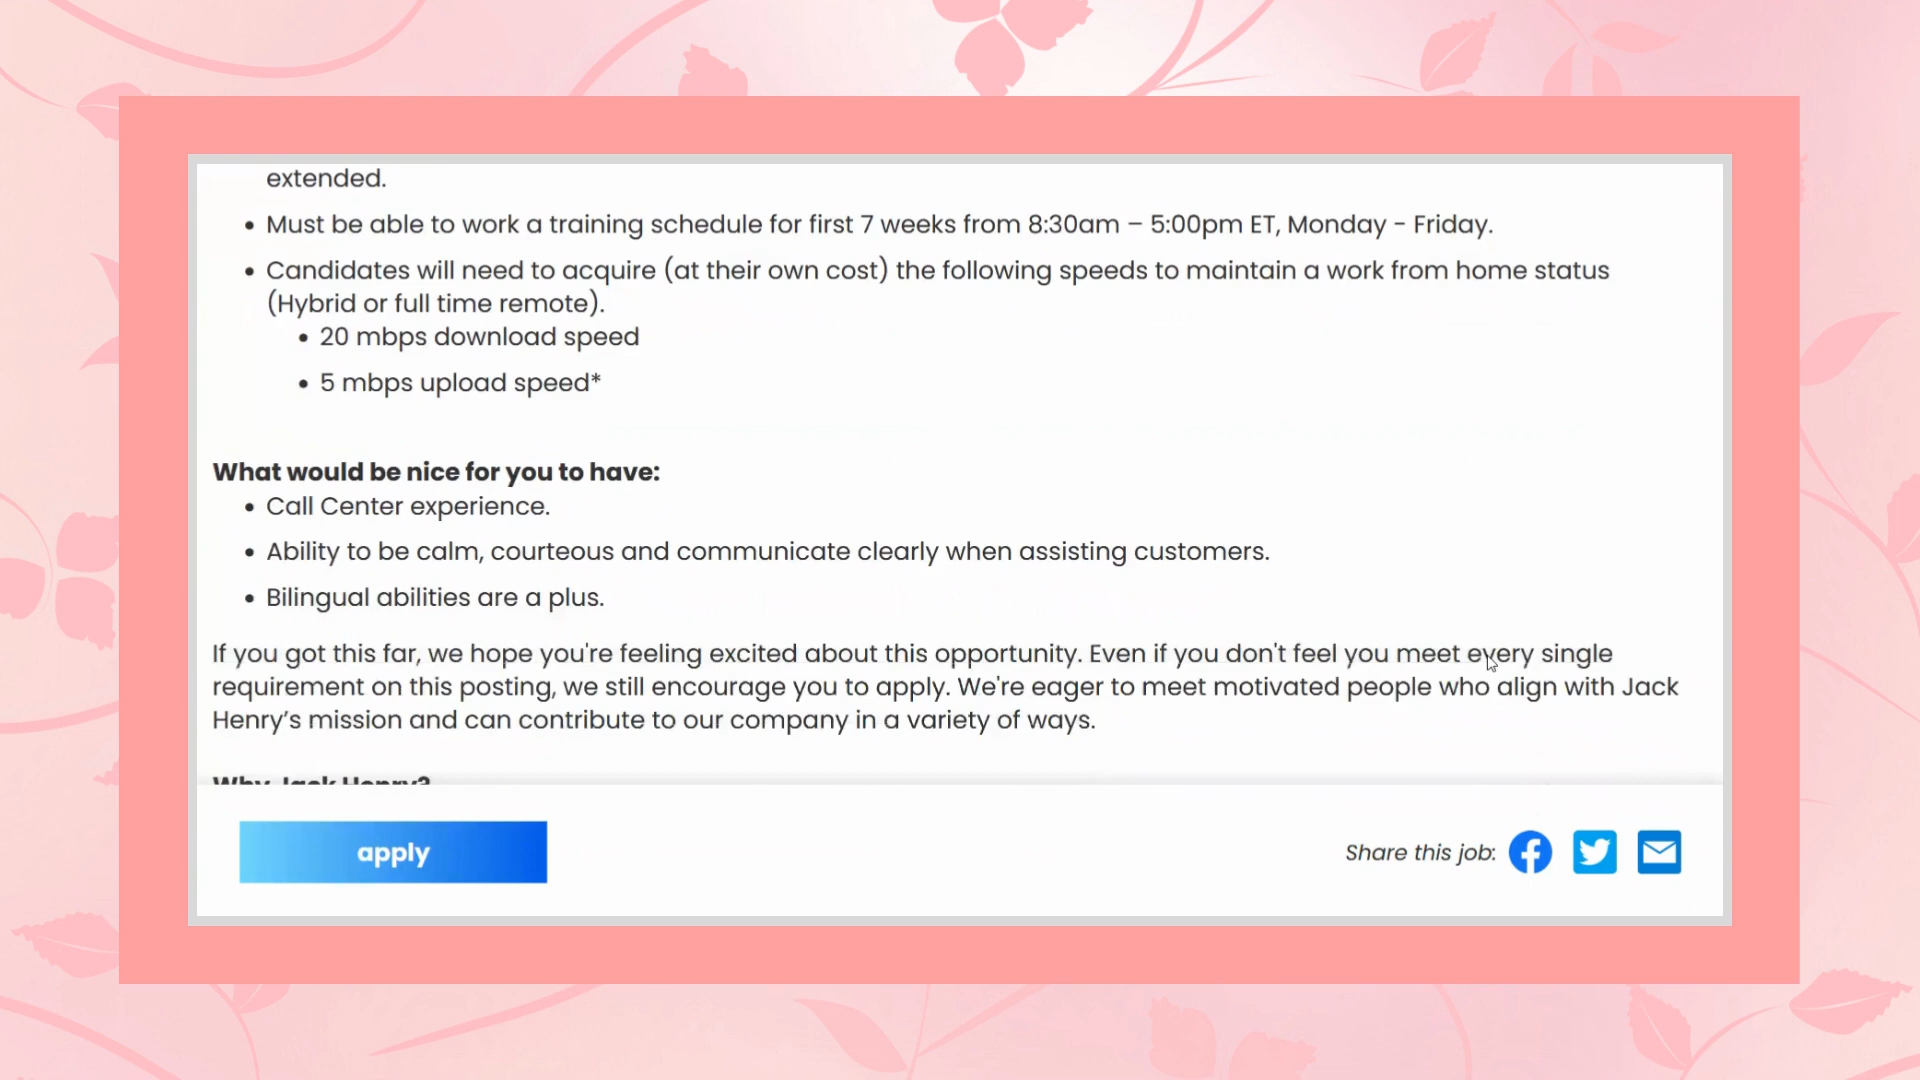 extended.
• Must be able to work a training schedule for first 7 weeks from 8:30am – 5:00pm ET, Monday - Friday.
• Candidates will need to acquire (at their own cost) the following speeds to maintain a work from home status
(Hybrid or full time remote).
• 20 mbps download speed
• 5 mbps upload speed*
What would be nice for you to have:
• Call Center experience.
• Ability to be calm, courteous and communicate clearly when assisting customers.
• Bilingual abilities are a plus.
If you got this far, we hope you're feeling excited about this opportunity. Even if you don't feel you meet every single
requirement on this posting, we still encourage you to apply. We're eager to meet motivated people who align with Jack
Henry’s mission and can contribute to our company in a variety of ways.
Why Jack Henry?
apply
Share this job: